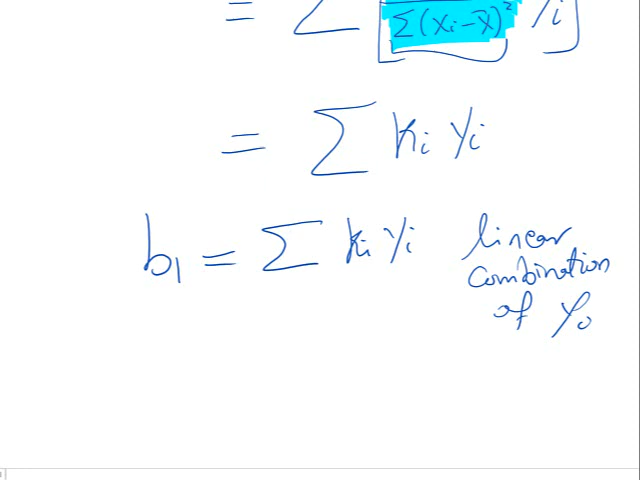 = Σ [ / Σ(xi-x̄)² yi ]
= Σ ki yi
b1 = Σ ki yi linear
combination
of yi